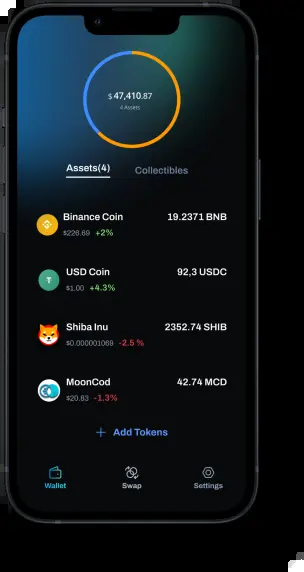 $ 47,410.87
4 Assets
Assets(4) Collectibles
Binance Coin 19.2371 BNB
$226.69 +2%
USD Coin 92,3 USDC
$1.00 +4.3%
Shiba Inu 2352.74 SHIB
$0.000001069 -2.5 %
MoonCod 42.74 MCD
$20.83 -1.3%
+ Add Tokens
Wallet Swap Settings